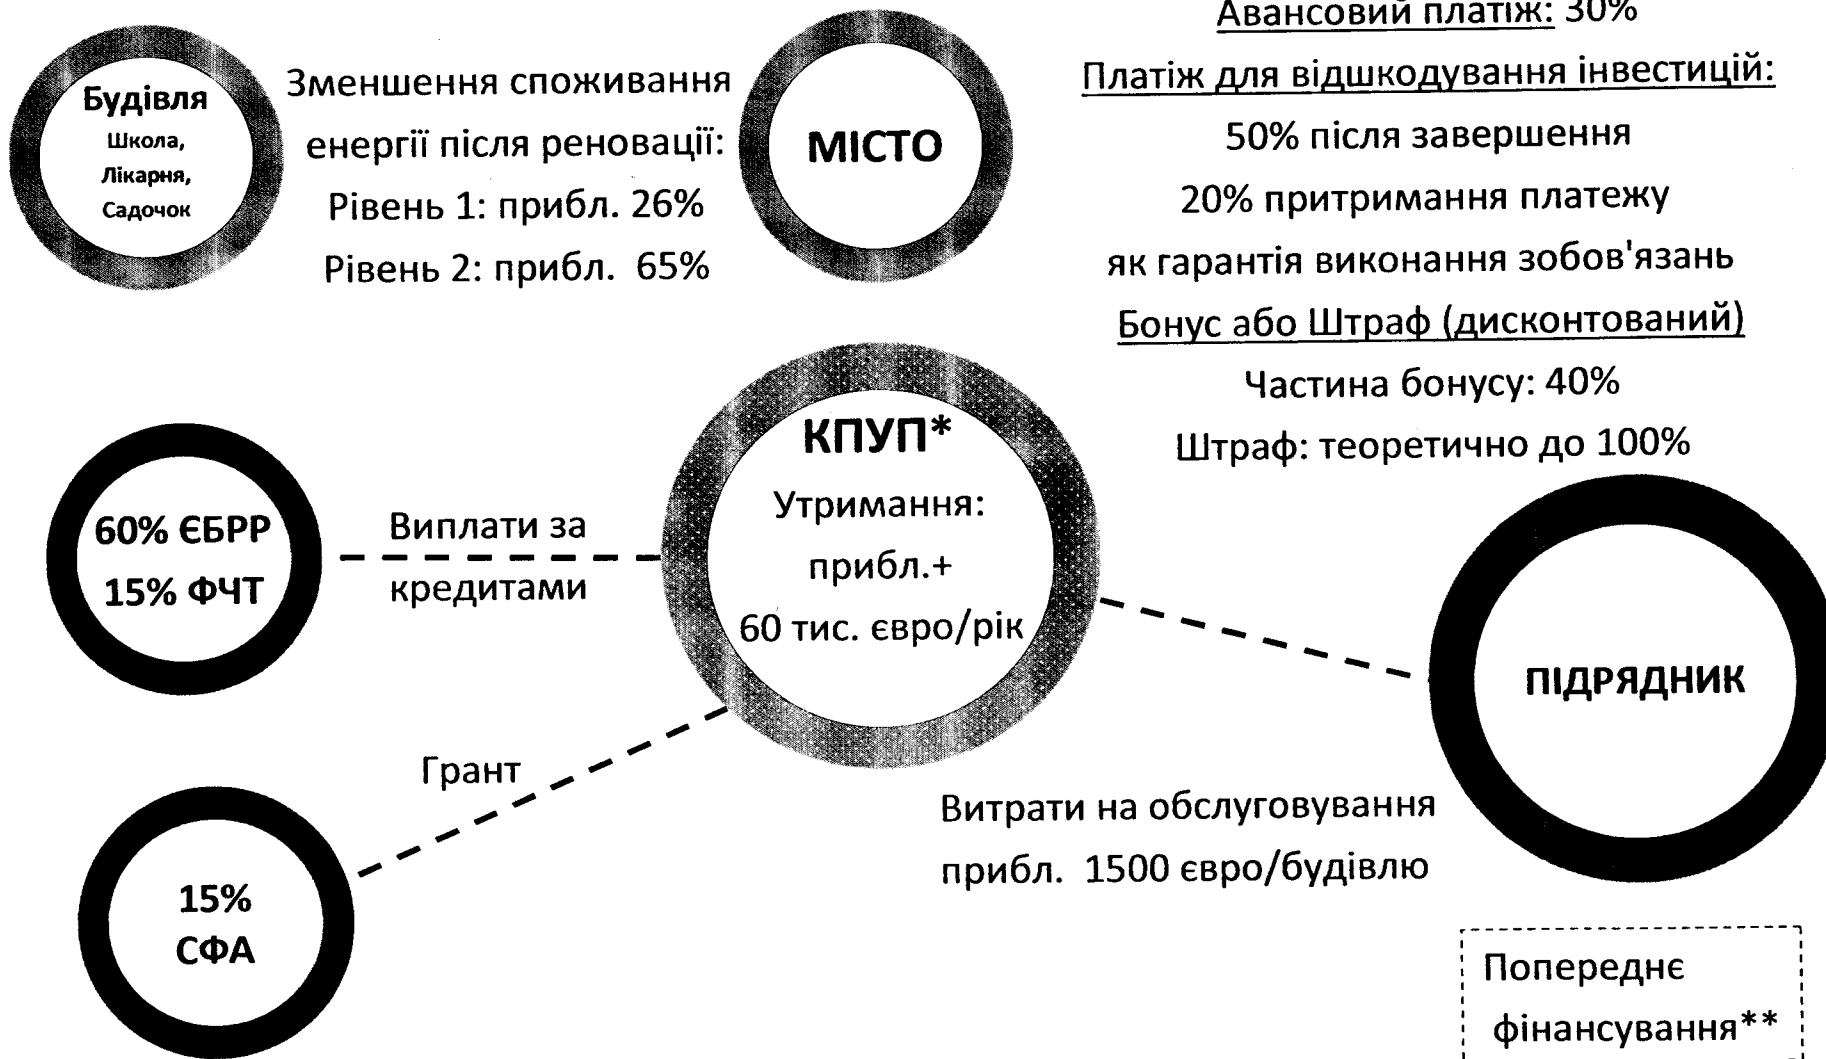 Будівля
Школа,
Лікарня,
Садочок
Зменшення споживання
енергії після реновації:
Рівень 1: прибл. 26%
Рівень 2: прибл. 65%
МІСТО
Авансовий платіж: 30%
Платіж для відшкодування інвестицій:
50% після завершення
20% притримання платежу
як гарантія виконання зобов'язань
Бонус або Штраф (дисконтований)
Частина бонусу: 40%
Штраф: теоретично до 100%
60% ЄБРР
15% ФЧТ
Виплати за
кредитами
КПУП*
Утримання:
прибл.+
60 тис. євро/рік
ПІДРЯДНИК
Грант
15%
СФА
Витрати на обслуговування
прибл. 1500 євро/будівлю
Попереднє
фінансування**